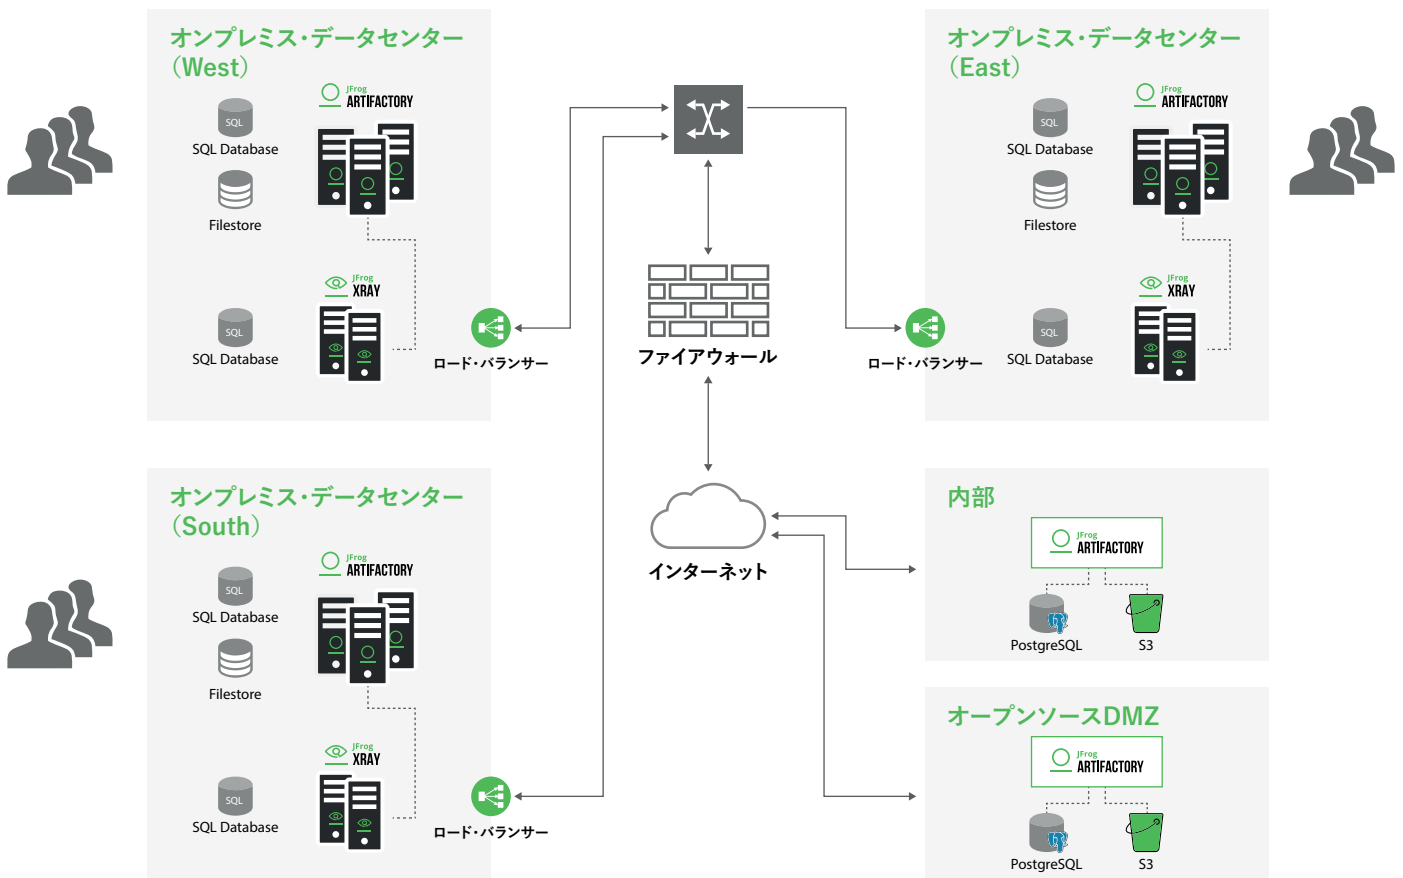 オンプレミス・データセンター
（West）
JFrog
ARTIFACTORY
SQL
SQL Database
Filestore
JFrog
XRAY
SQL
SQL Database
ロード・バランサー
ファイアウォール
インターネット
オンプレミス・データセンター
（East）
JFrog
ARTIFACTORY
SQL
SQL Database
Filestore
JFrog
XRAY
SQL
SQL Database
ロード・バランサー
オンプレミス・データセンター
（South）
JFrog
ARTIFACTORY
SQL
SQL Database
Filestore
JFrog
XRAY
SQL
SQL Database
ロード・バランサー
内部
JFrog
ARTIFACTORY
PostgreSQL
S3
オープンソースDMZ
JFrog
ARTIFACTORY
PostgreSQL
S3